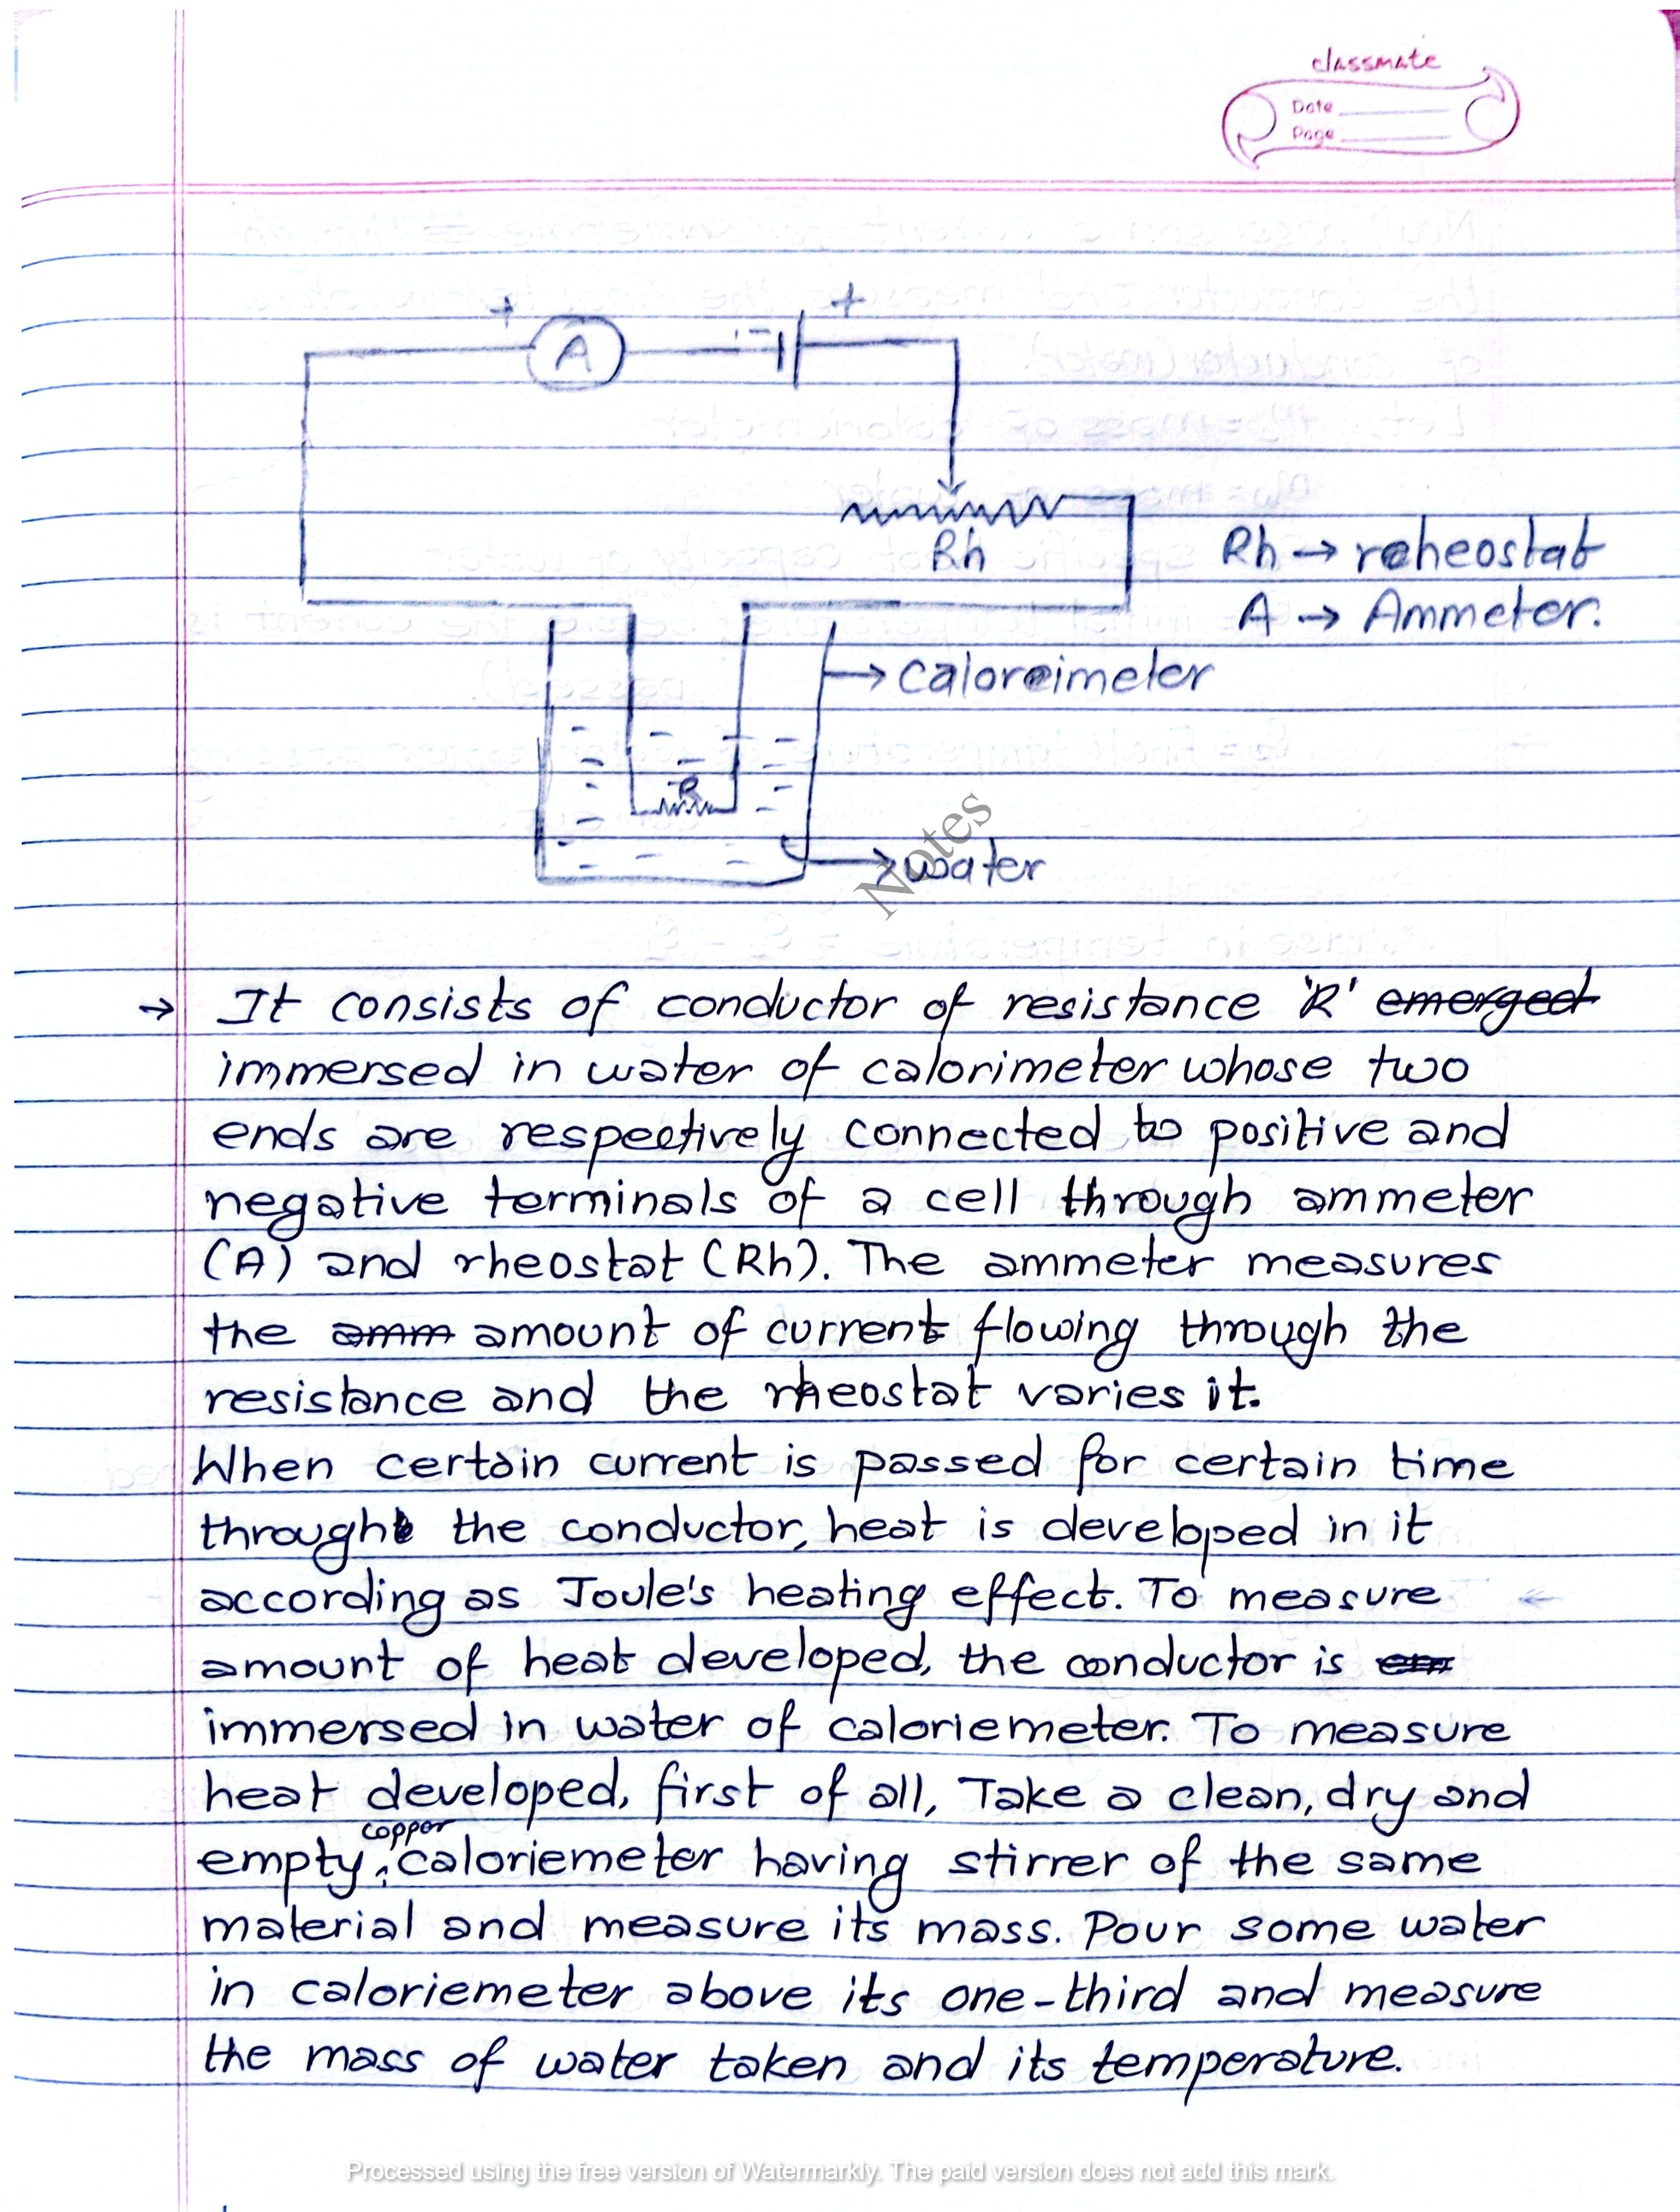 classmate
Date
Page
+
A
-
+
Rh
Rh → rheostat
A → Ammeter.
→ Caloreimeter
R
Notes
→ water
→ It consists of conductor of resistance 'R' emerged
immersed in water of calorimeter whose two
ends are respectively connected to positive and
negative terminals of a cell through ammeter
(A) and rheostat (Rh). The ammeter measures
the amm amount of current flowing through the
resistance and the rheostat varies it.
When certain current is passed for certain time
through the conductor, heat is developed in it
according as Joule's heating effect. To measure
amount of heat developed, the conductor is em
immersed in water of caloriemeter. To measure
heat developed, first of all, Take a clean, dry and
copper
empty, caloriemeter having stirrer of the same
material and measure its mass. Pour some water
in caloriemeter above its one-third and measure
the mass of water taken and its temperature.
Processed using the free version of Watermarkly. The paid version does not add this mark.